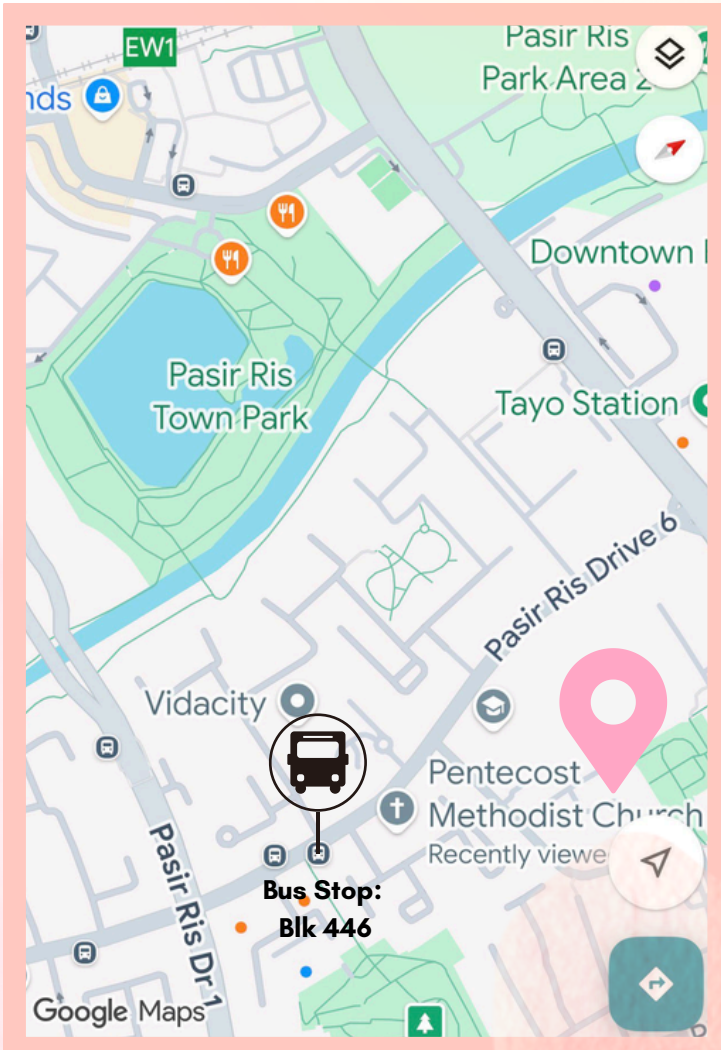 EW1
Pasir Ris
Park Area 2
nds
Downtown
Pasir Ris
Town Park
Tayo Station
Pasir Ris Drive 6
Vidacity
Pentecost
Methodist Church
Recently viewe
Bus Stop:
Blk 446
Pasir Ris Dr 1
Google Maps